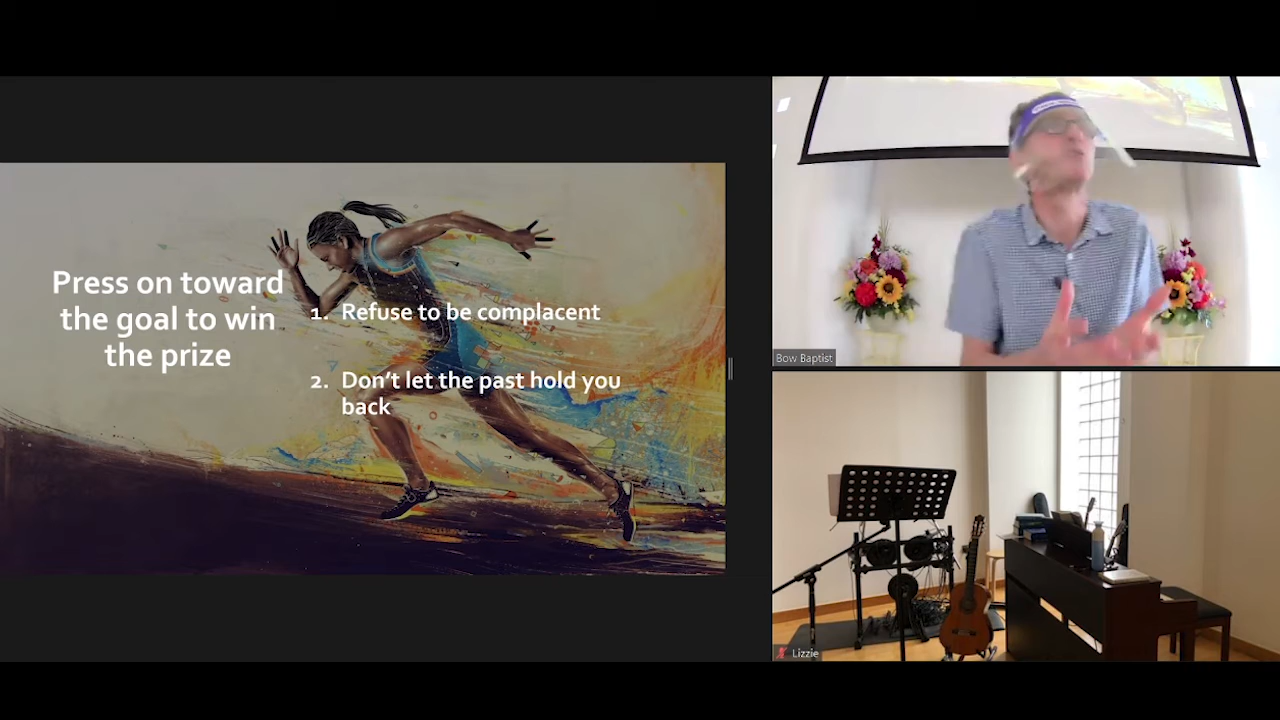 Press on toward
the goal to win
the prize
1. Refuse to be complacent
2. Don't let the past hold you
back
Bow Baptist
Lizzie